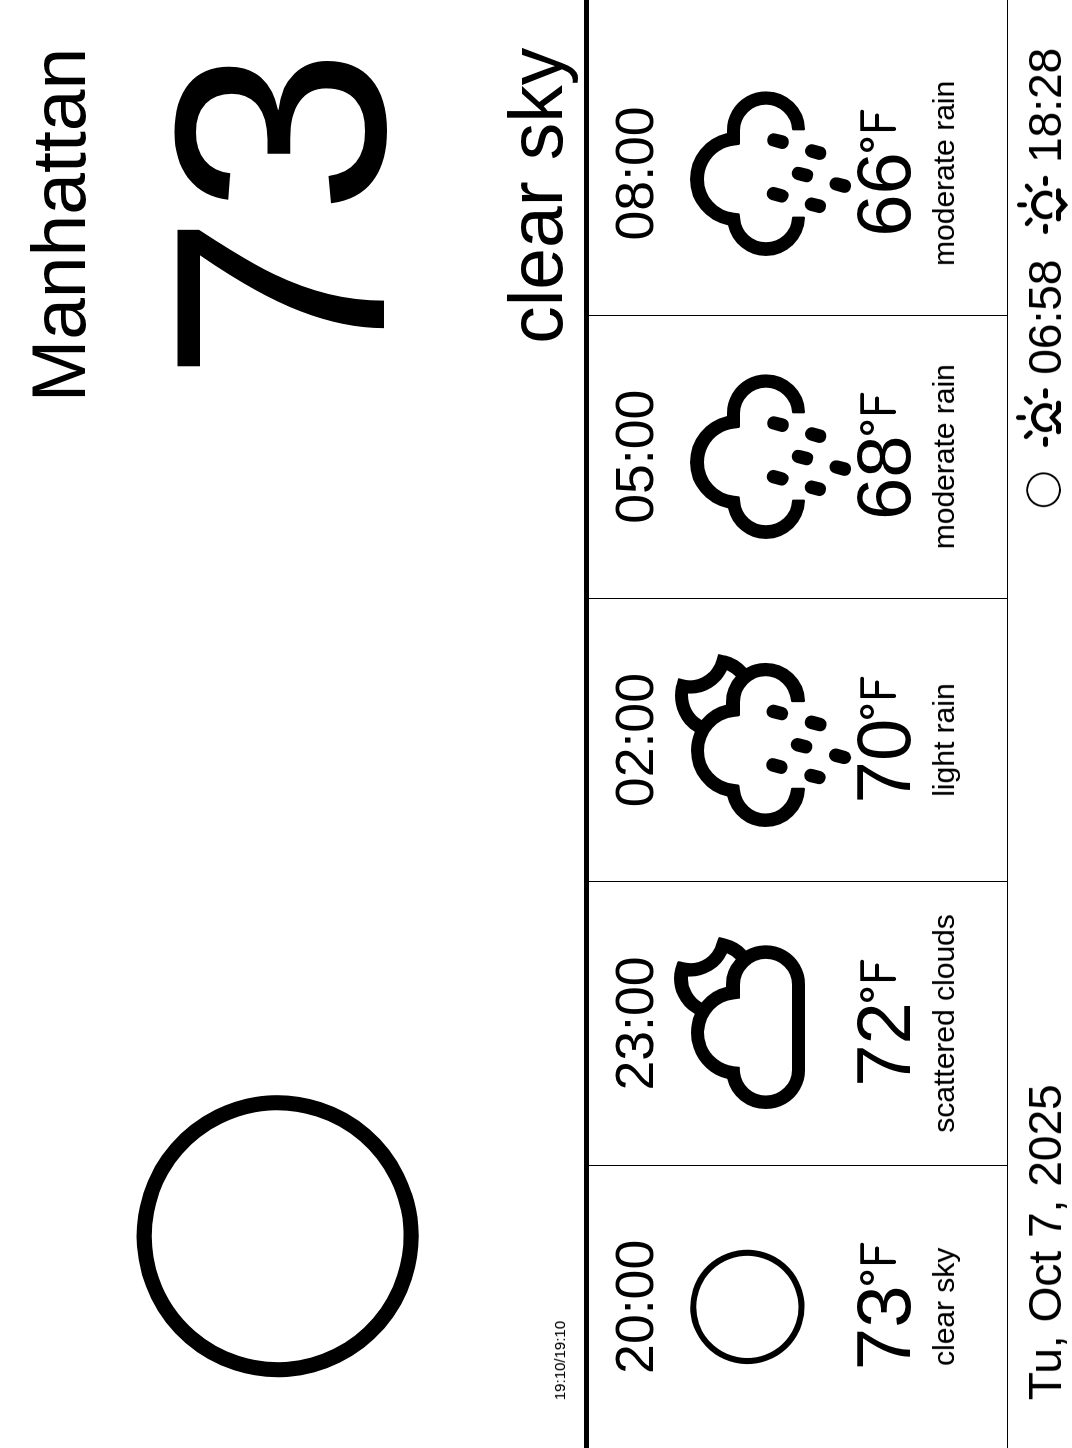 Manhattan
73
clear sky
19:10/19:10
20:00
73°F
clear sky
23:00
72°F
scattered clouds
02:00
70°F
light rain
05:00
68°F
moderate rain
08:00
66°F
moderate rain
Tu, Oct 7, 2025
06:58 18:28